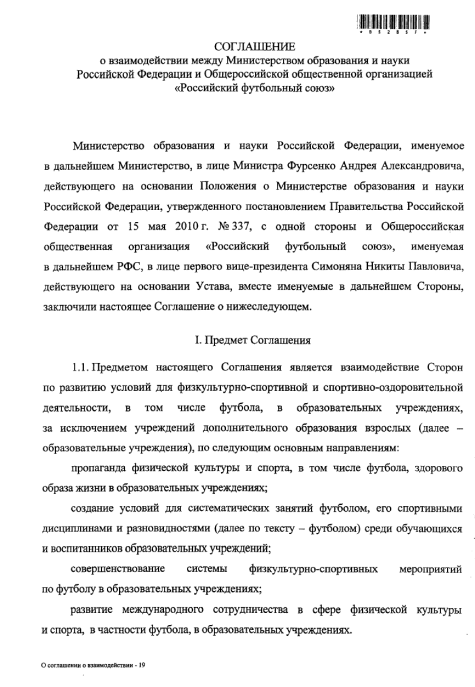 *952857*
СОГЛАШЕНИЕ
о взаимодействии между Министерством образования и науки
Российской Федерации и Общероссийской общественной организацией
«Российский футбольный союз»
Министерство образования и науки Российской Федерации, именуемое
в дальнейшем Министерство, в лице Министра Фурсенко Андрея Александровича,
действующего на основании Положения о Министерстве образования и науки
Российской Федерации, утвержденного постановлением Правительства Российской
Федерации от 15 мая 2010 г. № 337, с одной стороны и Общероссийская
общественная организация «Российский футбольный союз», именуемая
в дальнейшем РФС, в лице первого вице-президента Симоняна Никиты Павловича,
действующего на основании Устава, вместе именуемые в дальнейшем Стороны,
заключили настоящее Соглашение о нижеследующем.
I. Предмет Соглашения
1.1. Предметом настоящего Соглашения является взаимодействие Сторон
по развитию условий для физкультурно-спортивной и спортивно-оздоровительной
деятельности, в том числе футбола, в образовательных учреждениях,
за исключением учреждений дополнительного образования взрослых (далее –
образовательные учреждения), по следующим основным направлениям:
пропаганда физической культуры и спорта, в том числе футбола, здорового
образа жизни в образовательных учреждениях;
создание условий для систематических занятий футболом, его спортивными
дисциплинами и разновидностями (далее по тексту – футболом) среди обучающихся
и воспитанников образовательных учреждений;
совершенствование системы физкультурно-спортивных мероприятий
по футболу в образовательных учреждениях;
развитие международного сотрудничества в сфере физической культуры
и спорта, в частности футбола, в образовательных учреждениях.
О соглашении о взаимодействии - 19